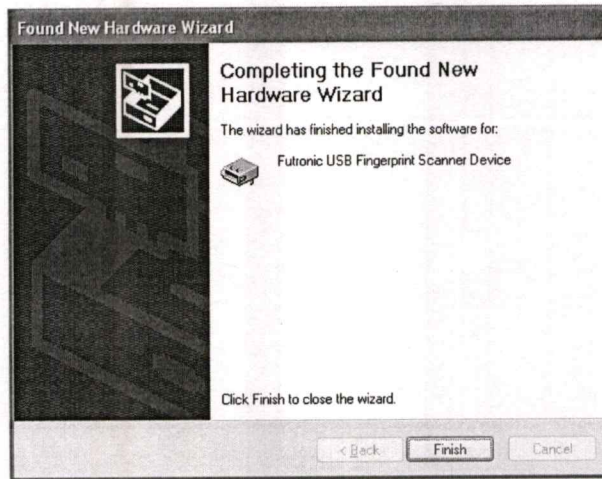 Found New Hardware Wizard
Completing the Found New
Hardware Wizard
The wizard has finished installing the software for:
Futronic USB Fingerprint Scanner Device
Click Finish to close the wizard.
< Back
Finish
Cancel